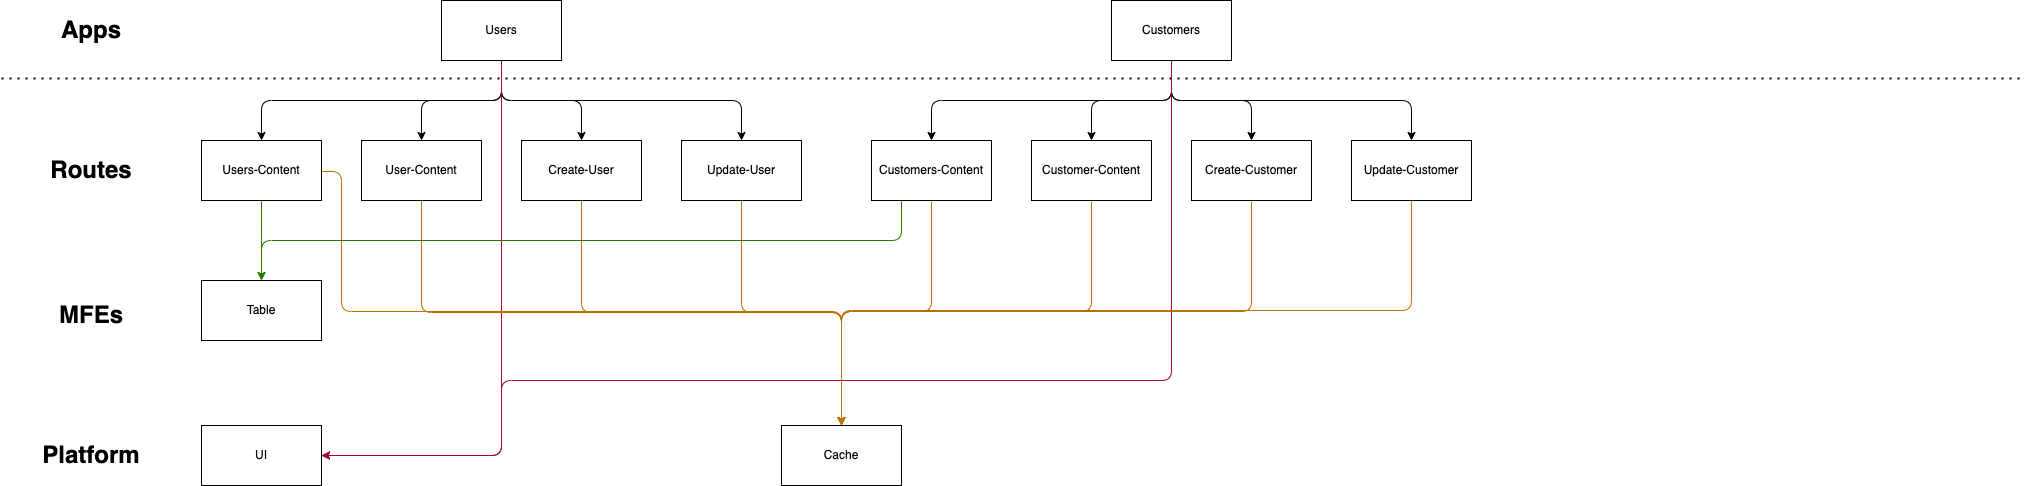 Apps
Users
Customers
Routes
Users-Content
User-Content
Create-User
Update-User
Customers-Content
Customer-Content
Create-Customer
Update-Customer
MFEs
Table
Platform
UI
Cache